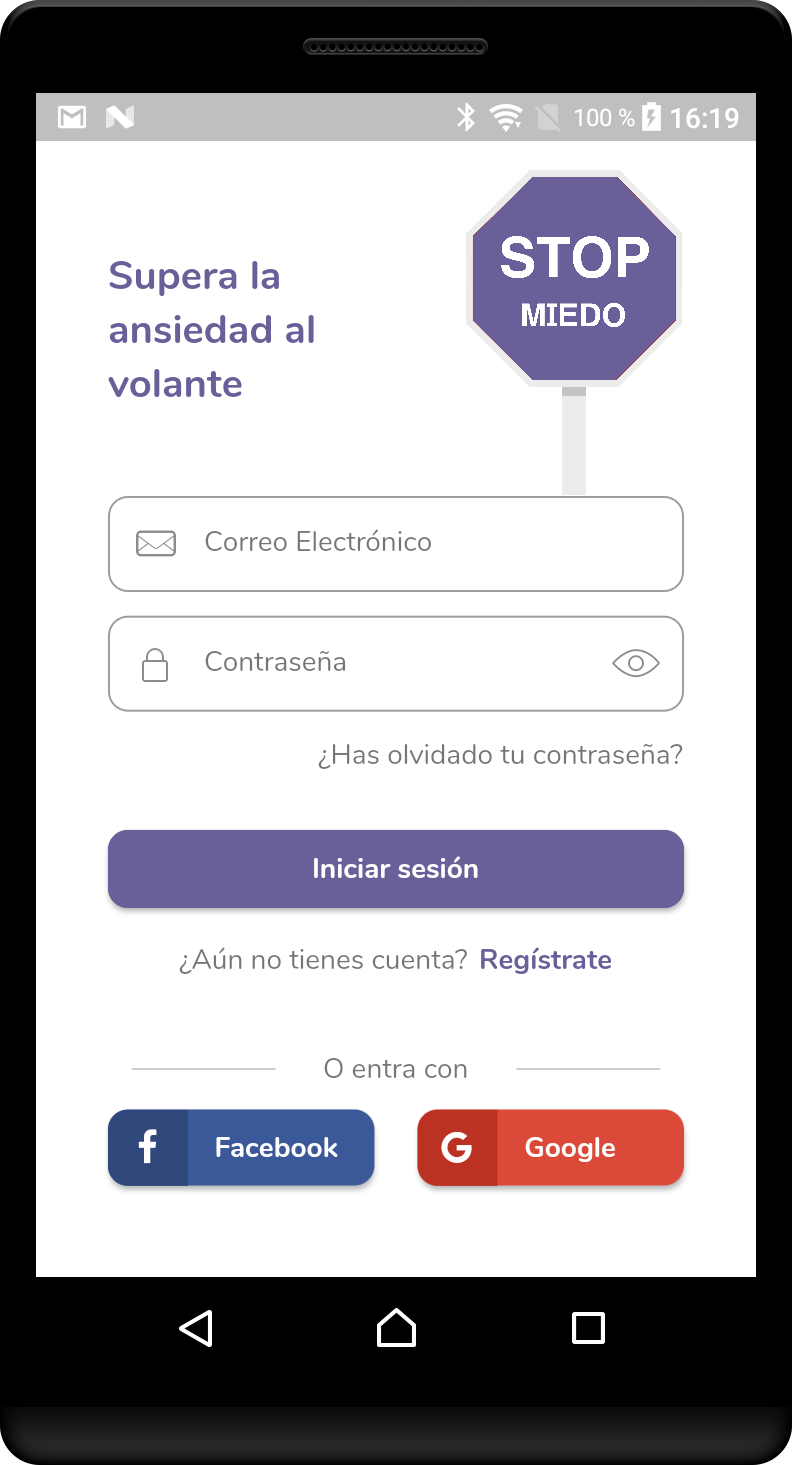 100 % 16:19
STOP
MIEDO
Supera la
ansiedad al
volante
Correo Electrónico
Contraseña
¿Has olvidado tu contraseña?
Iniciar sesión
¿Aún no tienes cuenta? Regístrate
O entra con
Facebook
Google